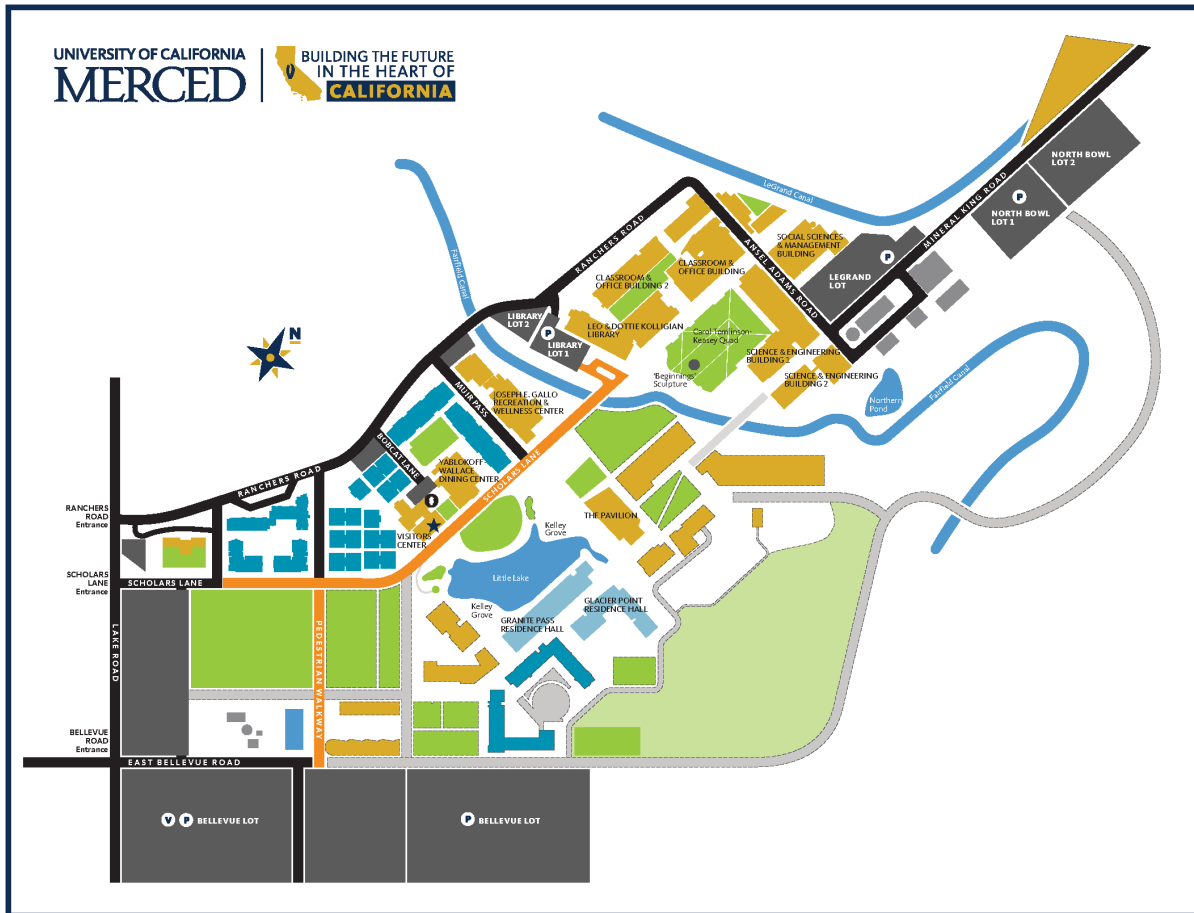 UNIVERSITY OF CALIFORNIA
MERCED
BUILDING THE FUTURE
IN THE HEART OF
CALIFORNIA
NORTH BOWL
LOT 2
P
NORTH BOWL
LOT 1
MINERAL KING ROAD
LeGrand Canal
RANCHERS ROAD
ANSEL ADAMS ROAD
SOCIAL SCIENCES
& MANAGEMENT
BUILDING
P
LEGRAND
LOT
CLASSROOM &
OFFICE BUILDING
CLASSROOM &
OFFICE BUILDING 2
Fairfield Canal
LIBRARY
LOT 2
P
LIBRARY
LOT 1
LEO & DOTTIE KOLLIGIAN
LIBRARY
Carol Tomlinson-
Keasey Quad
'Beginnings'
Sculpture
SCIENCE & ENGINEERING
BUILDING 1
SCIENCE & ENGINEERING
BUILDING 2
Northern
Pond
Fairfield Canal
N
MUIR PASS
JOSEPH E. GALLO
RECREATION &
WELLNESS CENTER
BOBCAT LANE
YABLOKOFF-
WALLACE
DINING CENTER
SCHOLARS LANE
RANCHERS ROAD
RANCHERS
ROAD
Entrance
VISITORS
CENTER
Kelley
Grove
THE PAVILION
SCHOLARS
LANE
Entrance
SCHOLARS LANE
Little Lake
Kelley
Grove
GRANITE PASS
RESIDENCE HALL
GLACIER POINT
RESIDENCE HALL
LAKE ROAD
PEDESTRIAN WALKWAY
BELLEVUE
ROAD
Entrance
EAST BELLEVUE ROAD
V P BELLEVUE LOT
P BELLEVUE LOT